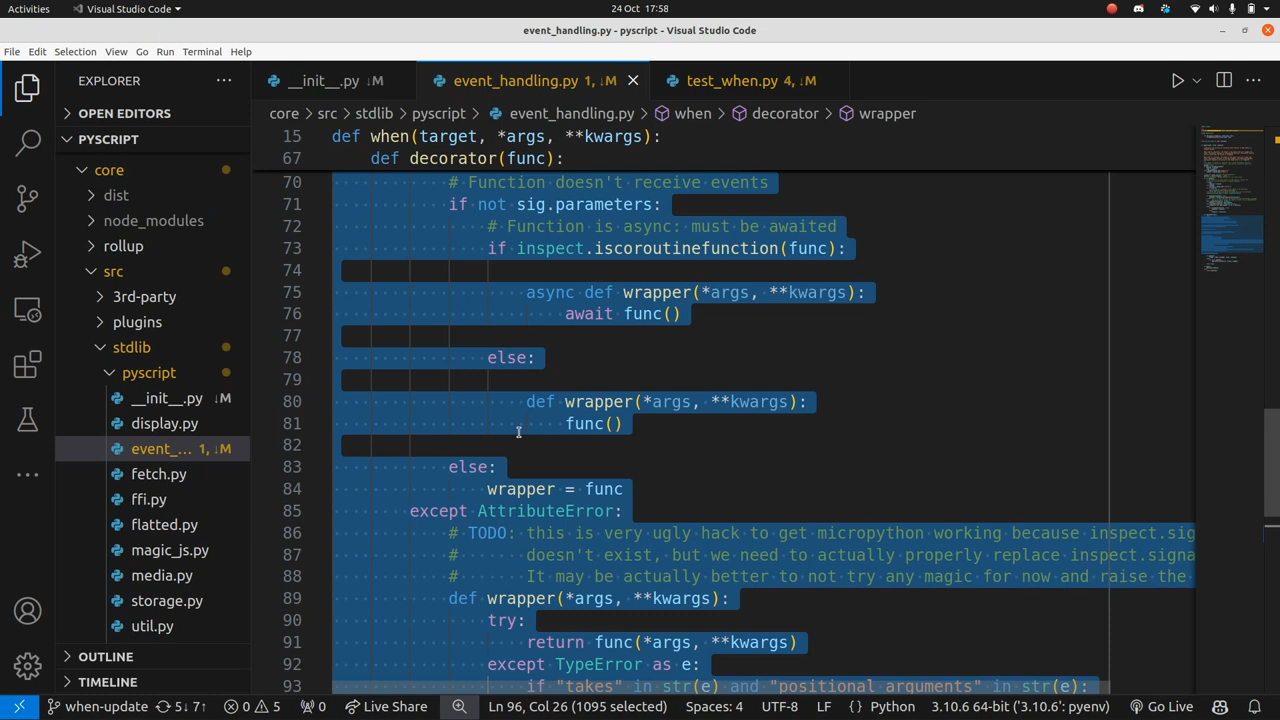 Activities Visual Studio Code 24 Oct 17:58
event_handling.py - pyscript - Visual Studio Code
File Edit Selection View Go Run Terminal Help
EXPLORER
OPEN EDITORS
PYSCRIPT
core
dist
node_modules
rollup
src
3rd-party
plugins
stdlib
pyscript
__init__.py ↓M
display.py
event_... 1, ↓M
fetch.py
ffi.py
flatted.py
magic_js.py
media.py
storage.py
util.py
OUTLINE
TIMELINE
__init__.py ↓M event_handling.py 1, ↓M test_when.py 4, ↓M
core > src > stdlib > pyscript > event_handling.py > when > decorator > wrapper
15 def when(target, *args, **kwargs):
67 def decorator(func):
70 # Function doesn't receive events
71 if not sig.parameters:
72 # Function is async: must be awaited
73 if inspect.iscoroutinefunction(func):
74
75 async def wrapper(*args, **kwargs):
76 await func()
77
78 else:
79
80 def wrapper(*args, **kwargs):
81 func()
82
83 else:
84 wrapper = func
85 except AttributeError:
86 # TODO: this is very ugly hack to get micropython working because inspect.sig
87 # doesn't exist, but we need to actually properly replace inspect.signa
88 # It may be actually better to not try any magic for now and raise the
89 def wrapper(*args, **kwargs):
90 try:
91 return func(*args, **kwargs)
92 except TypeError as e:
93 if "takes" in str(e) and "positional arguments" in str(e):
when-update 5↓ 7↑ 0 5 0 Live Share Ln 96, Col 26 (1095 selected) Spaces: 4 UTF-8 LF Python 3.10.6 64-bit ('3.10.6': pyenv) Go Live